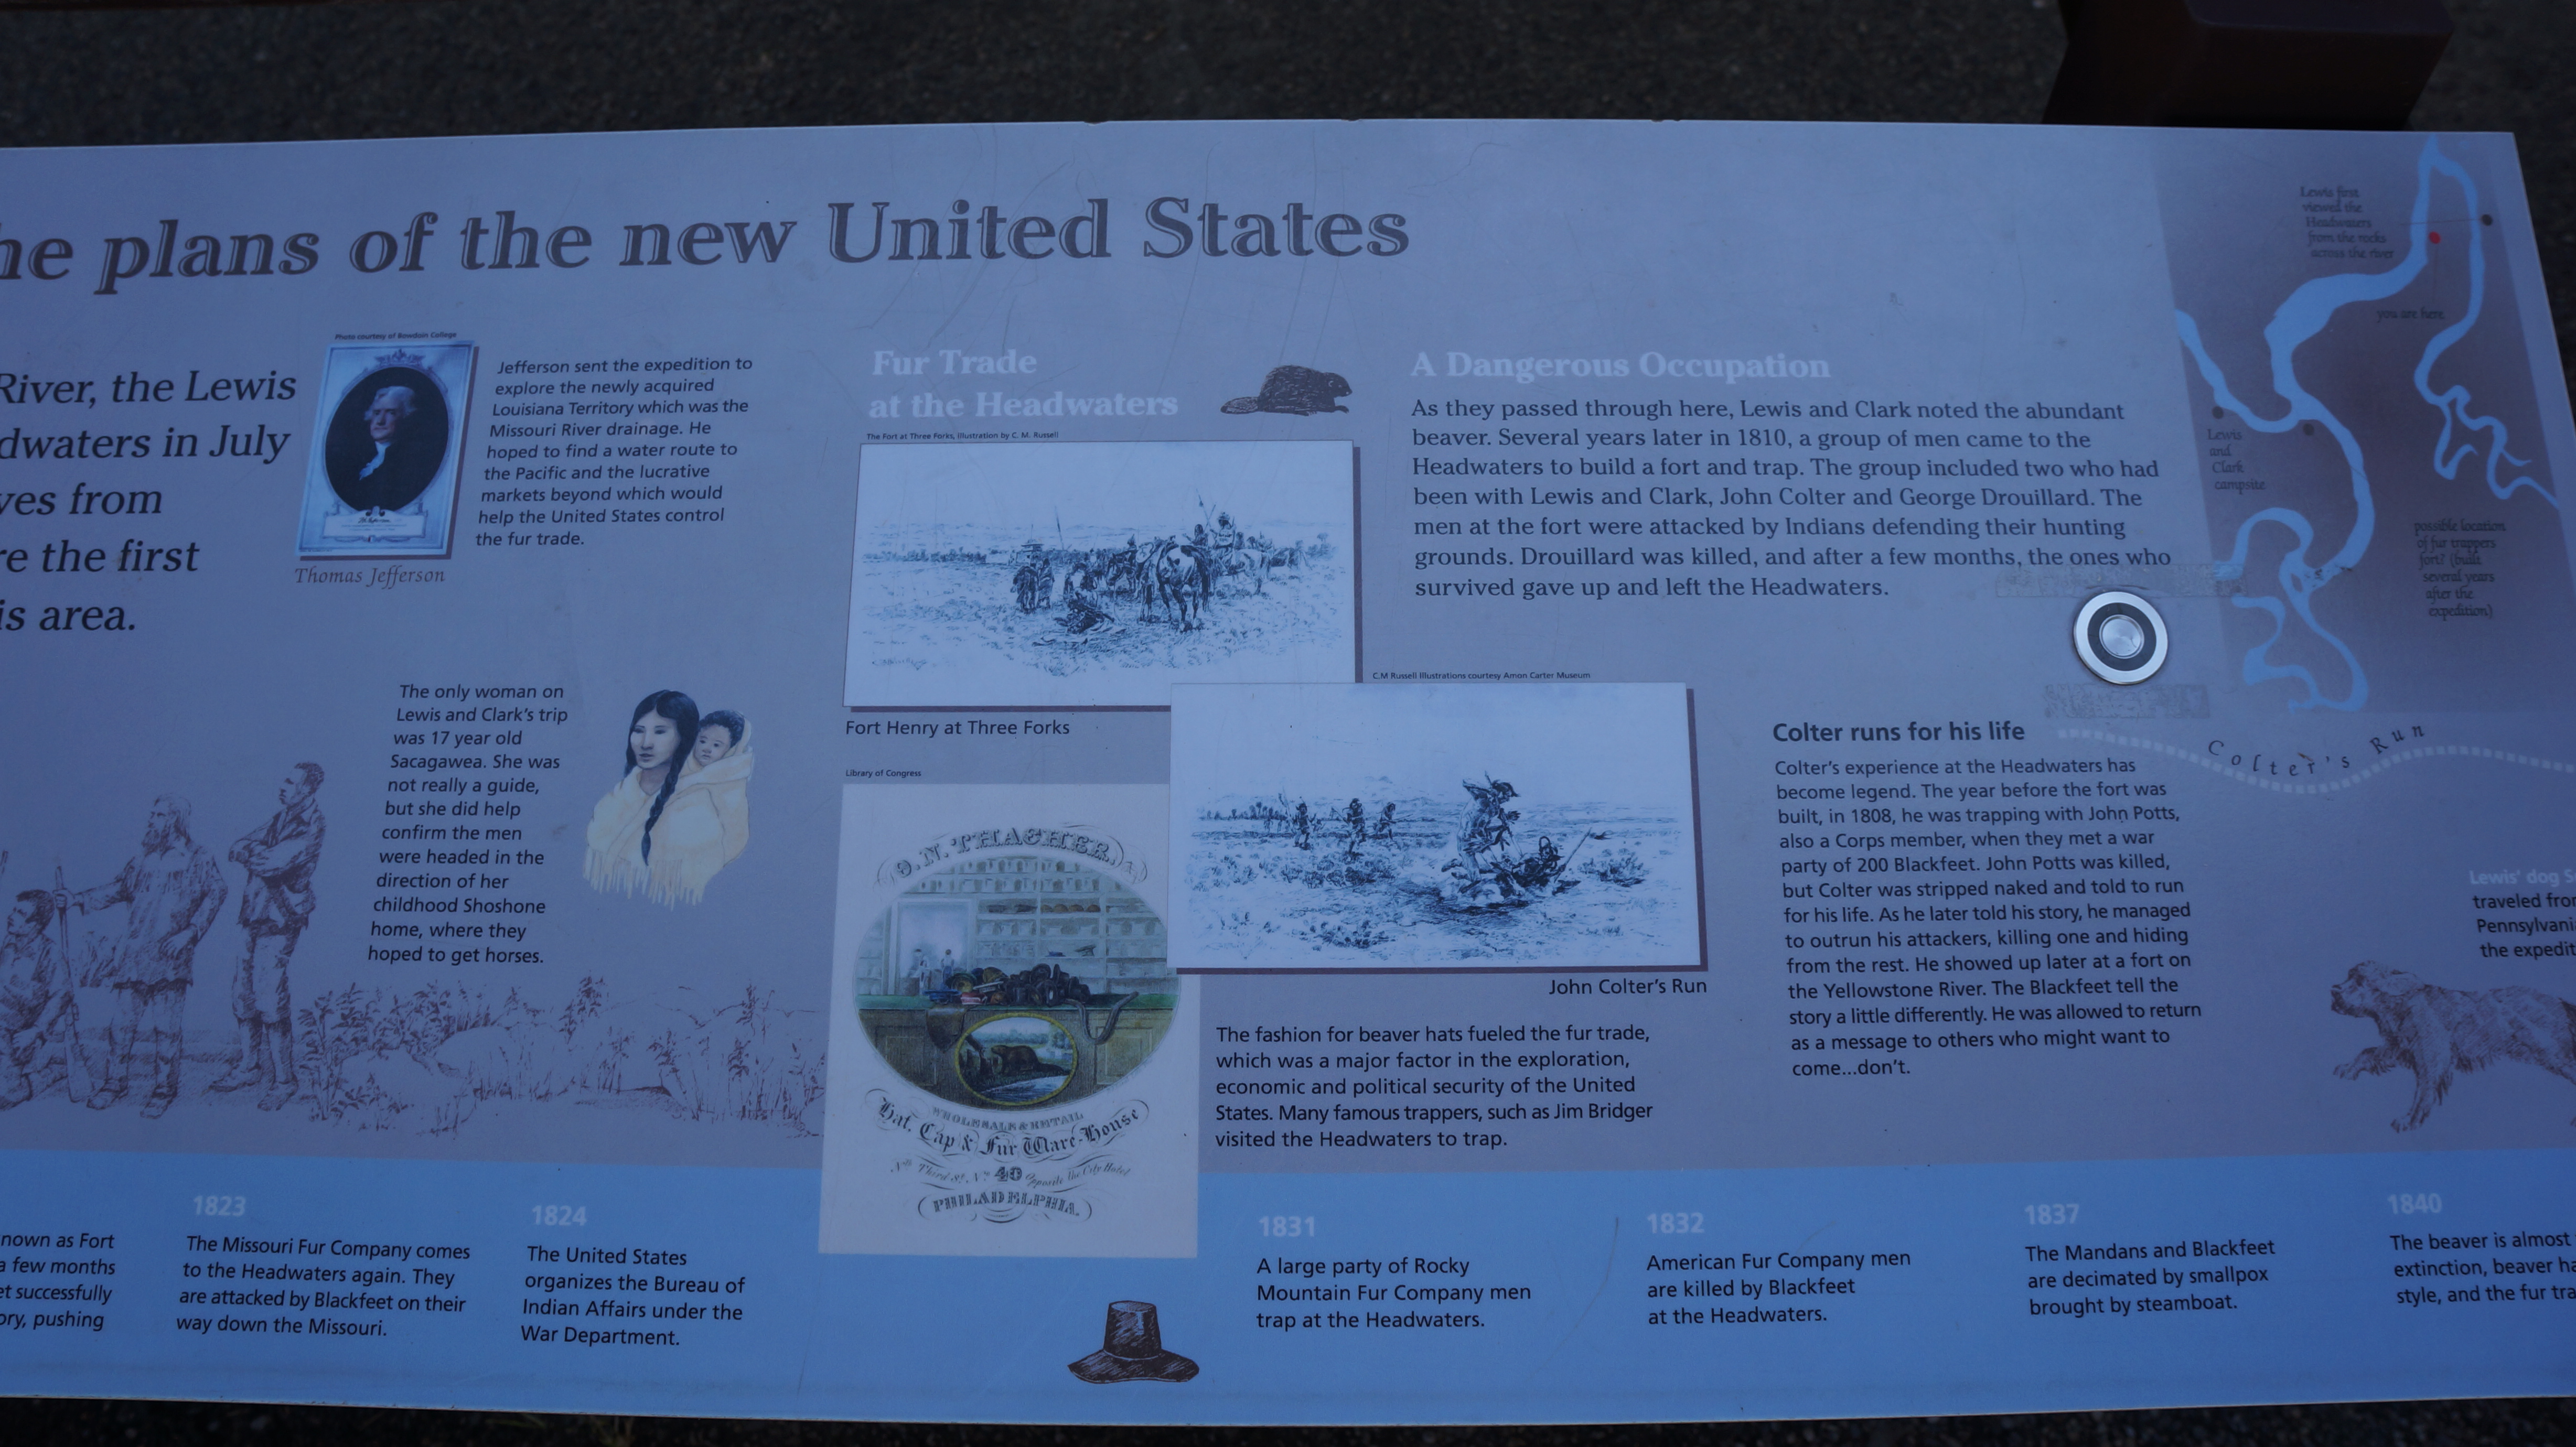 he plans of the new United States
River, the Lewis
dwaters in July
ves from
re the first
is area.
Photo courtesy of Bowdoin College
Thomas Jefferson
Jefferson sent the expedition to
explore the newly acquired
Louisiana Territory which was the
Missouri River drainage. He
hoped to find a water route to
the Pacific and the lucrative
markets beyond which would
help the United States control
the fur trade.
The only woman on
Lewis and Clark's trip
was 17 year old
Sacagawea. She was
not really a guide,
but she did help
confirm the men
were headed in the
direction of her
childhood Shoshone
home, where they
hoped to get horses.
Fur Trade
at the Headwaters
The Fort at Three Forks, Illustration by C. M. Russell
Fort Henry at Three Forks
Library of Congress
O.N. THACHER,
WHOLESALE & RETAIL
Hat, Cap & Fur Ware-House
Nth Third St. No. 40 Opposite the City Hotel
PHILADELPHIA.
A Dangerous Occupation
As they passed through here, Lewis and Clark noted the abundant
beaver. Several years later in 1810, a group of men came to the
Headwaters to build a fort and trap. The group included two who had
been with Lewis and Clark, John Colter and George Drouillard. The
men at the fort were attacked by Indians defending their hunting
grounds. Drouillard was killed, and after a few months, the ones who
survived gave up and left the Headwaters.
C.M Russell Illustrations courtesy Amon Carter Museum
John Colter's Run
The fashion for beaver hats fueled the fur trade,
which was a major factor in the exploration,
economic and political security of the United
States. Many famous trappers, such as Jim Bridger
visited the Headwaters to trap.
Colter runs for his life
Colter's experience at the Headwaters has
become legend. The year before the fort was
built, in 1808, he was trapping with John Potts,
also a Corps member, when they met a war
party of 200 Blackfeet. John Potts was killed,
but Colter was stripped naked and told to run
for his life. As he later told his story, he managed
to outrun his attackers, killing one and hiding
from the rest. He showed up later at a fort on
the Yellowstone River. The Blackfeet tell the
story a little differently. He was allowed to return
as a message to others who might want to
come...don't.
Lewis first
viewed the
Headwaters
from the rocks
across the river
you are here
Lewis
and
Clark
campsite
possible location
of fur trappers
fort? (built
several years
after the
expedition)
Colter's Run
Lewis' dog S
traveled fro
Pennsylvani
the expedit
nown as Fort
a few months
et successfully
ory, pushing
1823
The Missouri Fur Company comes
to the Headwaters again. They
are attacked by Blackfeet on their
way down the Missouri.
1824
The United States
organizes the Bureau of
Indian Affairs under the
War Department.
1831
A large party of Rocky
Mountain Fur Company men
trap at the Headwaters.
1832
American Fur Company men
are killed by Blackfeet
at the Headwaters.
1837
The Mandans and Blackfeet
are decimated by smallpox
brought by steamboat.
1840
The beaver is almost
extinction, beaver ha
style, and the fur tra